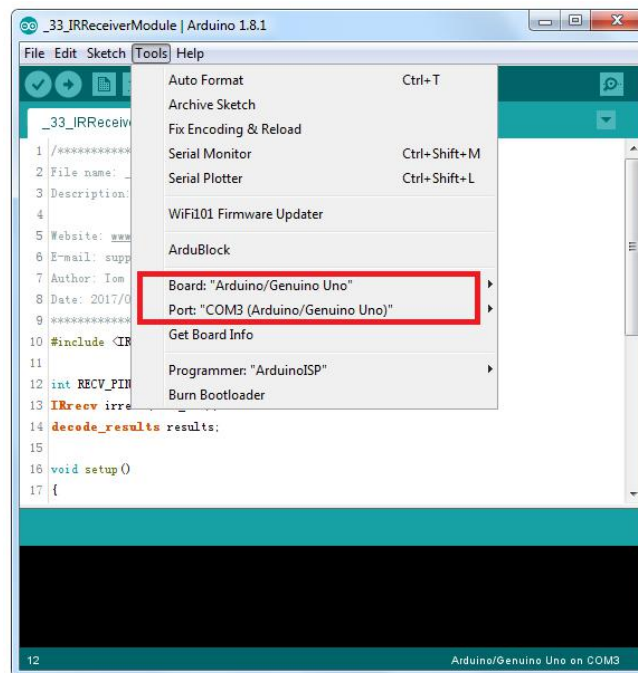 _33_IRReceiverModule | Arduino 1.8.1
File Edit Sketch Tools Help
Auto Format Ctrl+T
Archive Sketch
Fix Encoding & Reload
Serial Monitor Ctrl+Shift+M
Serial Plotter Ctrl+Shift+L
WiFi101 Firmware Updater
ArduBlock
Board: "Arduino/Genuino Uno"
Port: "COM3 (Arduino/Genuino Uno)"
Get Board Info
Programmer: "ArduinoISP"
Burn Bootloader
_33_IRReceiv
1 /***********
2 File name: _
3 Description:
4
5 Website: www
6 E-mail: supp
7 Author: Tom
8 Date: 2017/0
9 ************
10 #include <IR
11
12 int RECV_PIN
13 IRrecv irre
14 decode_results results;
15
16 void setup()
17 {
12 Arduino/Genuino Uno on COM3